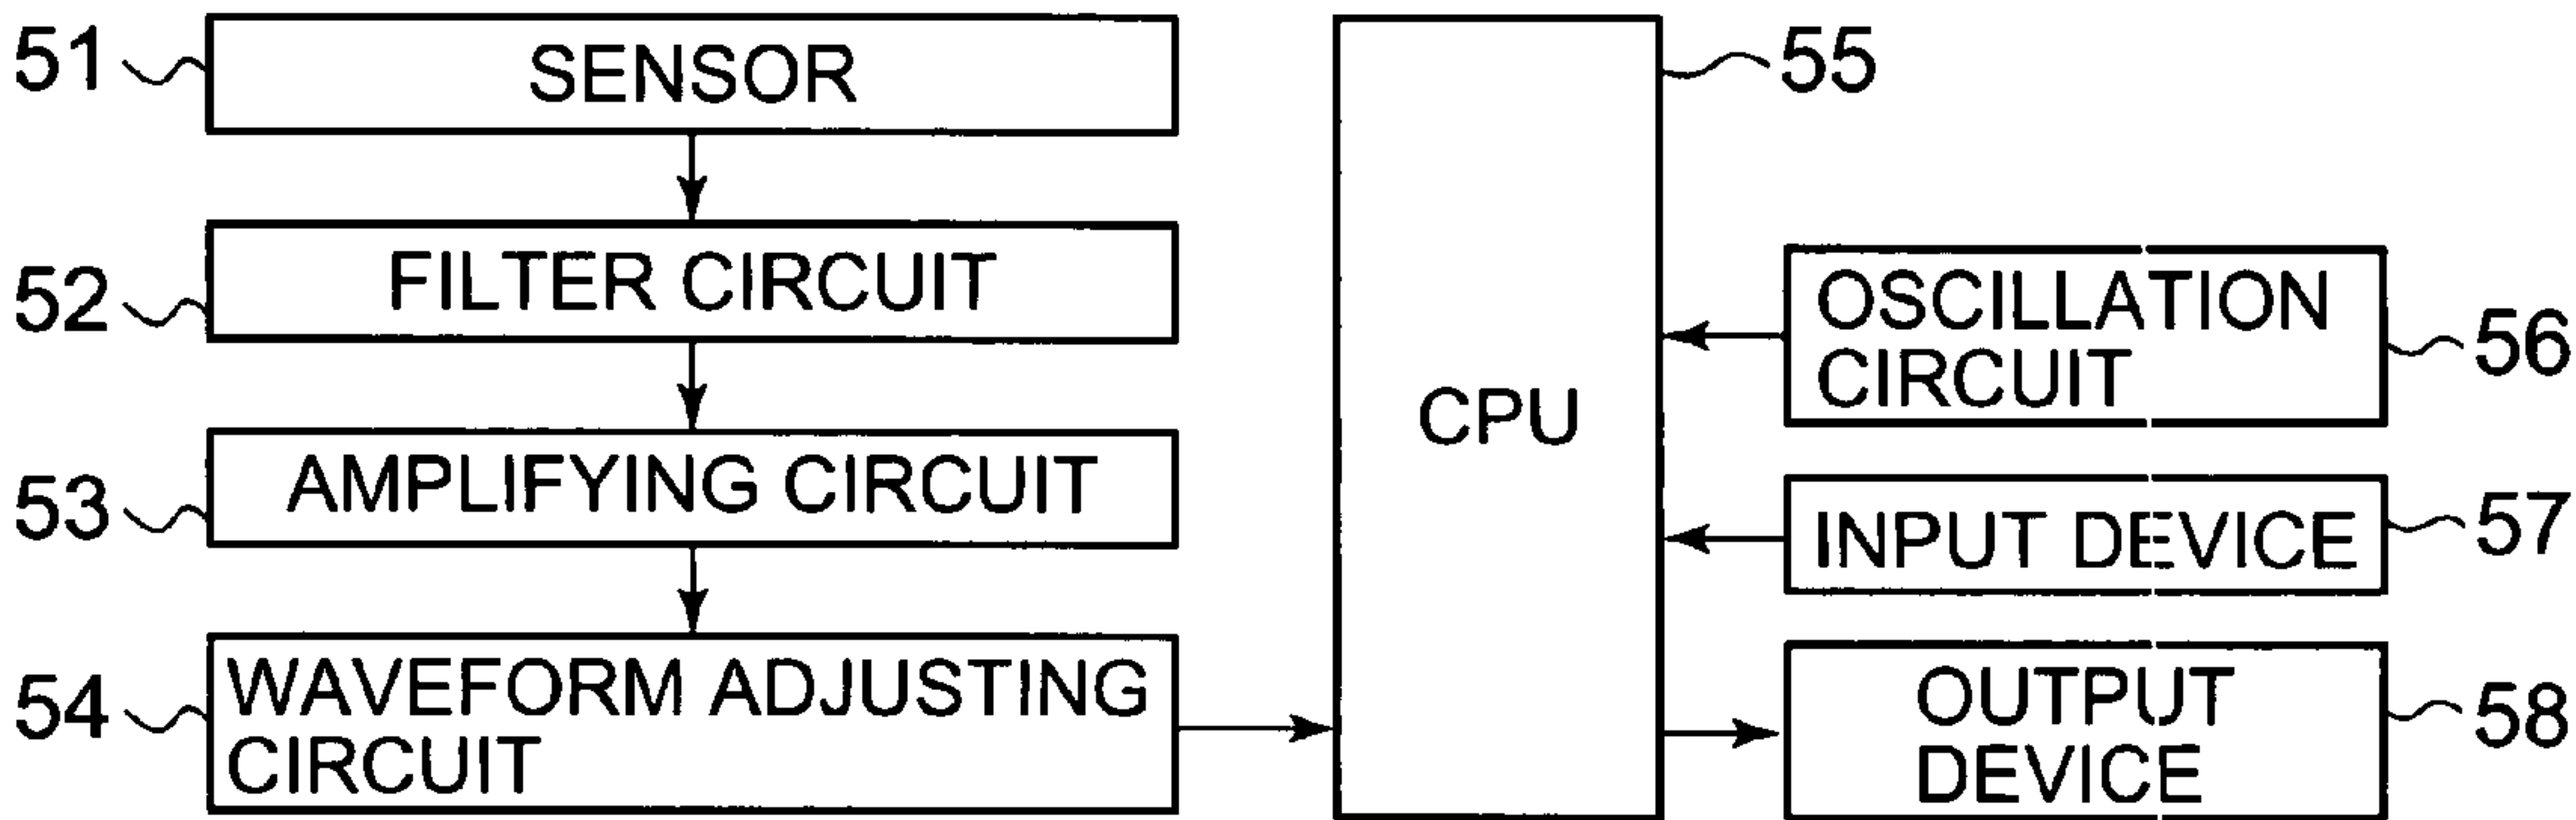 51
SENSOR
52
FILTER CIRCUIT
53
AMPLIFYING CIRCUIT
54
WAVEFORM ADJUSTING
CIRCUIT
CPU
55
OSCILLATION
CIRCUIT
56
INPUT DEVICE
57
OUTPUT
DEVICE
58